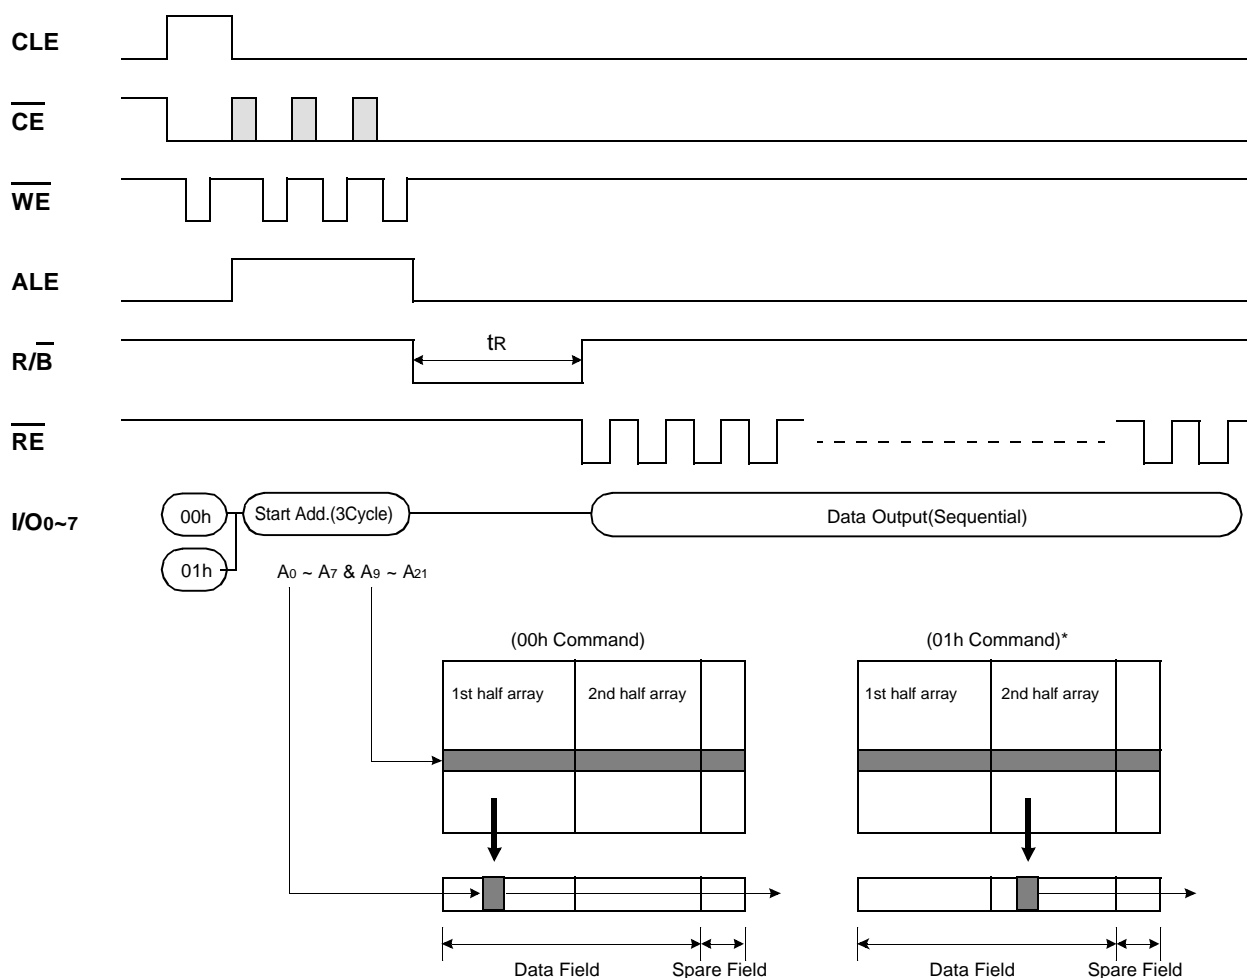 CLE
CE
WE
ALE
R/B
tR
RE
I/O0~7
00h
Start Add.(3Cycle)
Data Output(Sequential)
01h
A0 ~ A7 & A9 ~ A21
(00h Command)
(01h Command)*
1st half array
2nd half array
1st half array
2nd half array
Data Field
Spare Field
Data Field
Spare Field